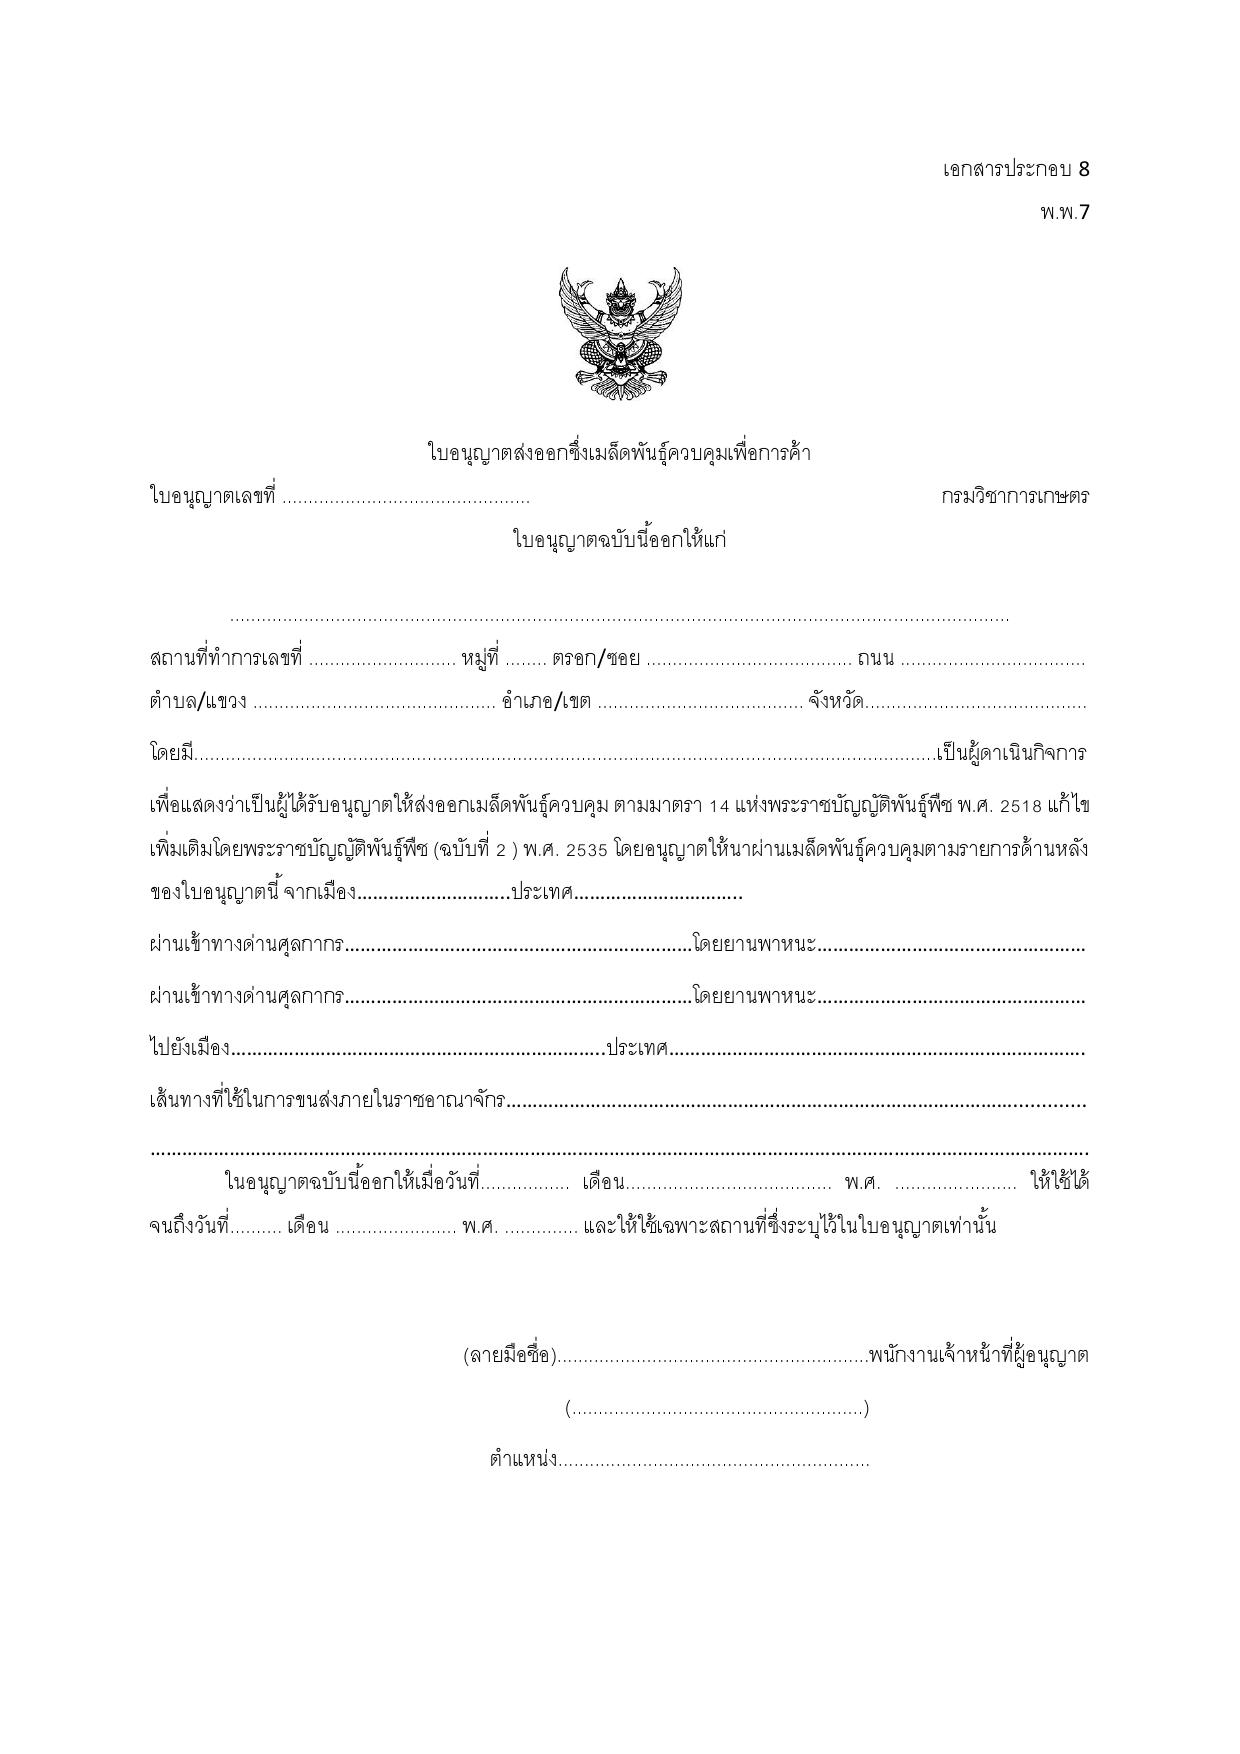 เอกสารประกอบ 8
พ.พ.7
ใบอนุญาตส่งออกซึ่งเมล็ดพันธุ์ควบคุมเพื่อการค้า
ใบอนุญาตเลขที่ ............................................... กรมวิชาการเกษตร
ใบอนุญาตฉบับนี้ออกให้แก่
....................................................................................................................................................
สถานที่ทำการเลขที่ ............................ หมู่ที่ ........ ตรอก/ซอย ....................................... ถนน ...................................
ตำบล/แขวง .............................................. อำเภอ/เขต ....................................... จังหวัด..........................................
โดยมี.............................................................................................................................................เป็นผู้ดาเนินกิจการ
เพื่อแสดงว่าเป็นผู้ได้รับอนุญาตให้ส่งออกเมล็ดพันธุ์ควบคุม ตามมาตรา 14 แห่งพระราชบัญญัติพันธุ์พืช พ.ศ. 2518 แก้ไข
เพิ่มเติมโดยพระราชบัญญัติพันธุ์พืช (ฉบับที่ 2 ) พ.ศ. 2535 โดยอนุญาตให้นาผ่านเมล็ดพันธุ์ควบคุมตามรายการด้านหลัง
ของใบอนุญาตนี้ จากเมือง.............................ประเทศ................................
ผ่านเข้าทางด่านศุลกากร..................................................................โดยยานพาหนะ...................................................
ผ่านเข้าทางด่านศุลกากร..................................................................โดยยานพาหนะ...................................................
ไปยังเมือง.......................................................................ประเทศ...............................................................................
เส้นทางที่ใช้ในการขนส่งภายในราชอาณาจักร..............................................................................................................
..................................................................................................................................................................................
ในอนุญาตฉบับนี้ออกให้เมื่อวันที่................. เดือน....................................... พ.ศ. ....................... ให้ใช้ได้
จนถึงวันที่.......... เดือน ....................... พ.ศ. .............. และให้ใช้เฉพาะสถานที่ซึ่งระบุไว้ในใบอนุญาตเท่านั้น
(ลายมือชื่อ)...........................................................พนักงานเจ้าหน้าที่ผู้อนุญาต
(.......................................................)
ตำแหน่ง...........................................................